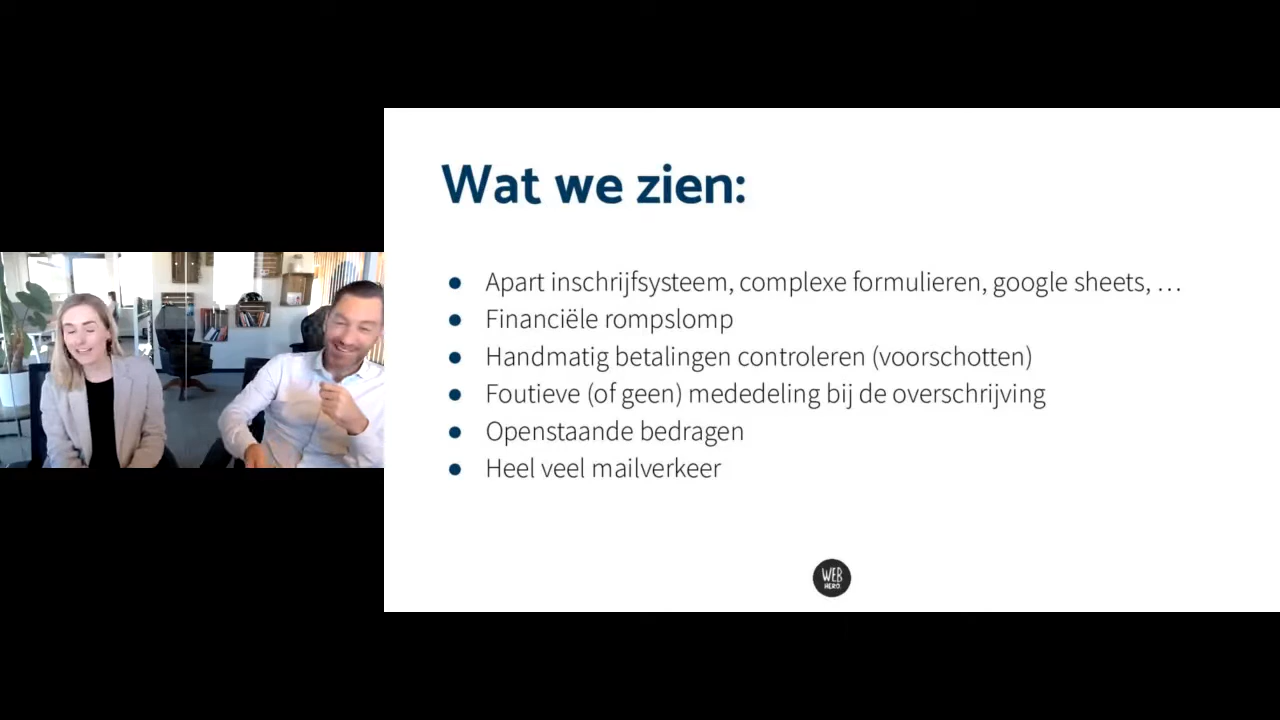 Wat we zien:
● Apart inschrijfsysteem, complexe formulieren, google sheets, …
● Financiële rompslomp
● Handmatig betalingen controleren (voorschotten)
● Foutieve (of geen) mededeling bij de overschrijving
● Openstaande bedragen
● Heel veel mailverkeer
WEB
HERO